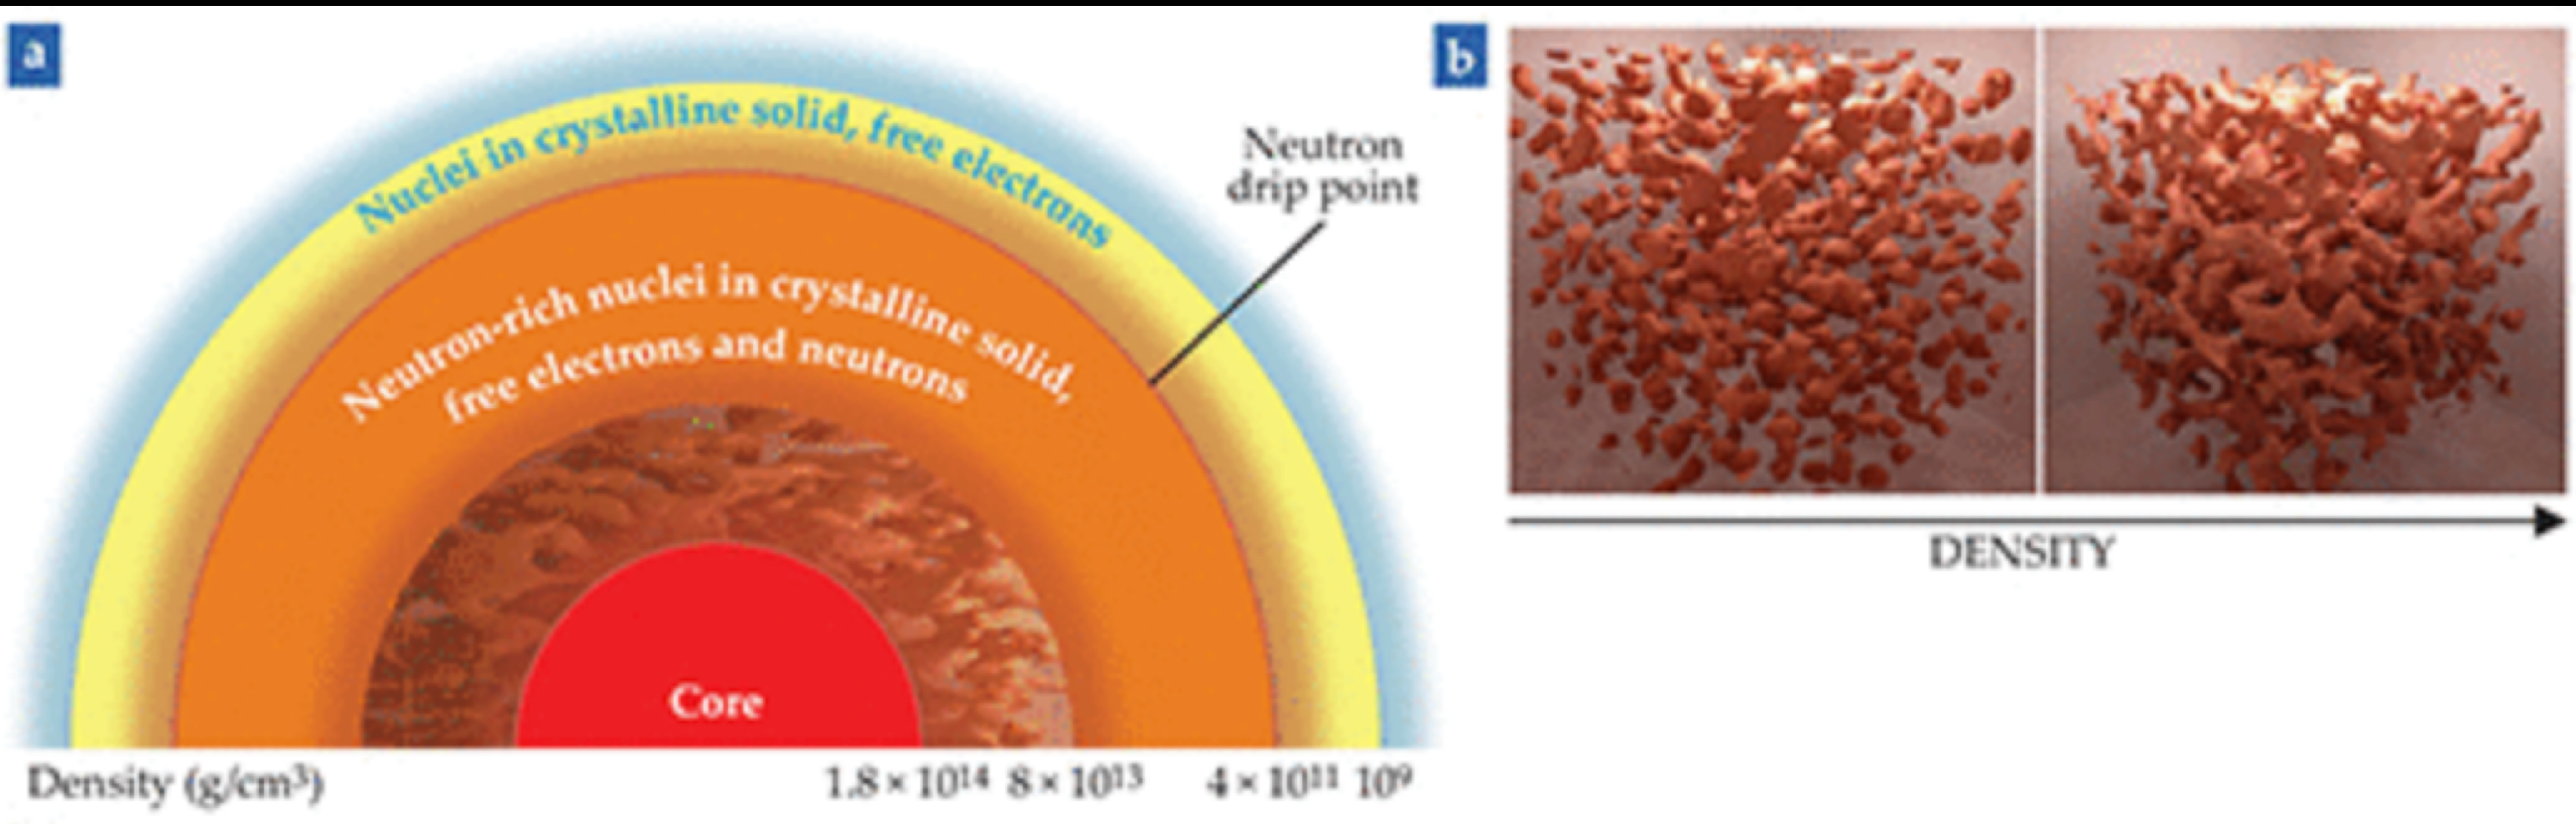 a
Nuclei in crystalline solid, free electrons
Neutron drip point
Neutron-rich nuclei in crystalline solid,
free electrons and neutrons
Core
Density (g/cm³)
1.8 × 10¹⁴ 8 × 10¹³ 4 × 10¹¹ 10⁹
b
DENSITY